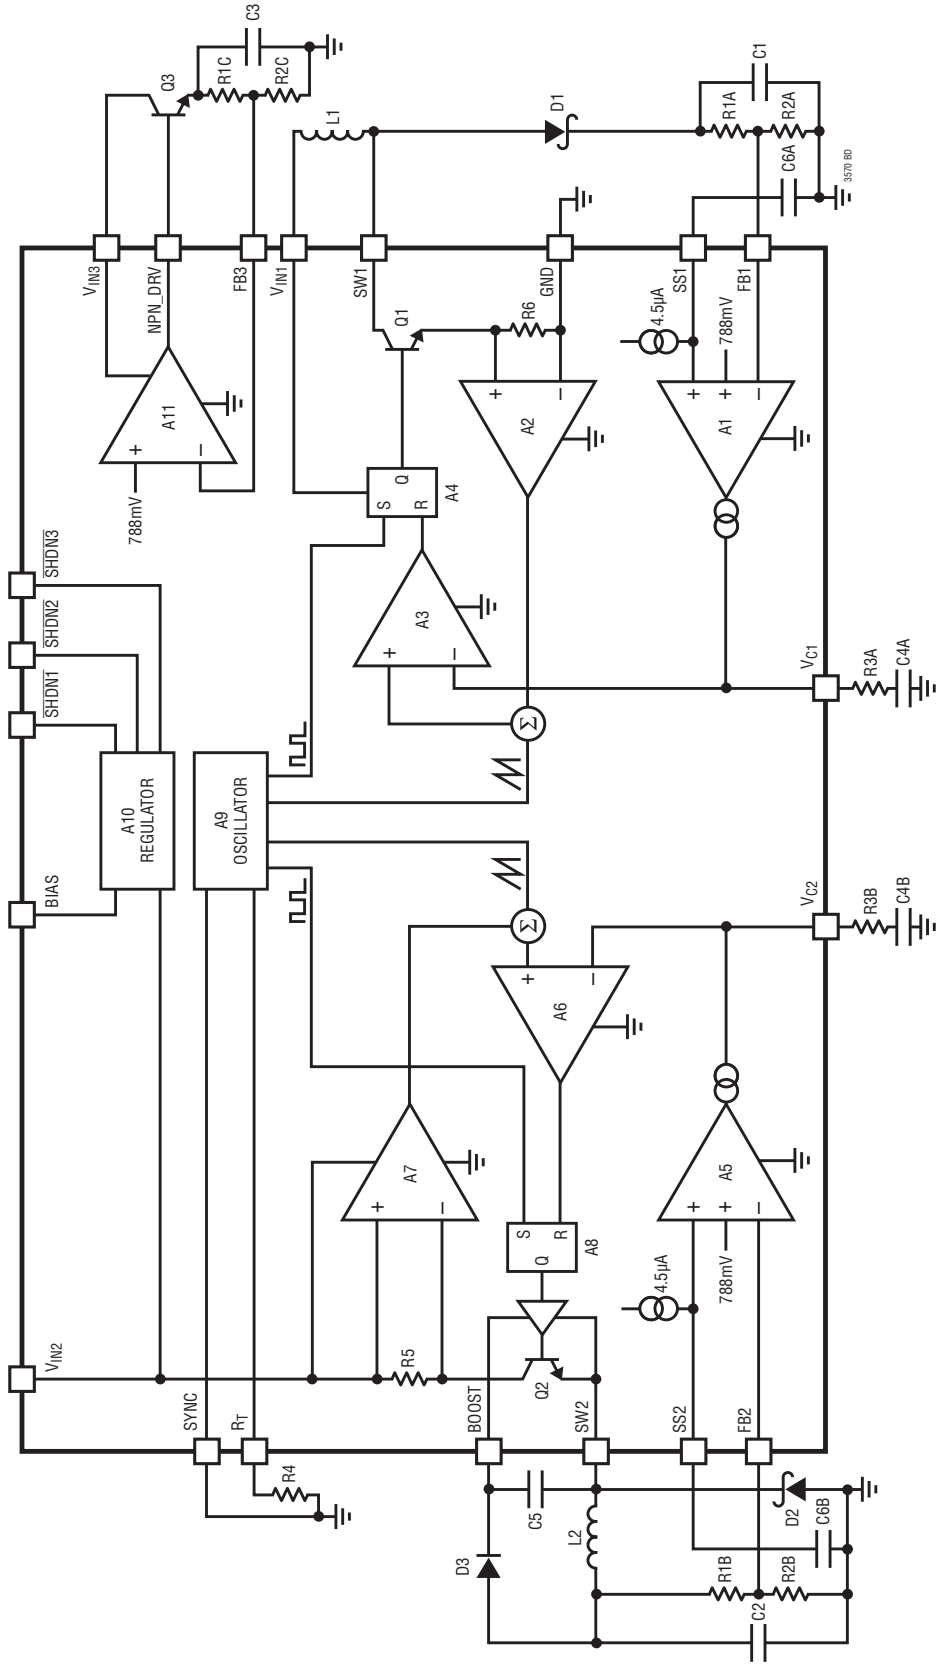 VIN2
BIAS
SHDN1
SHDN2
SHDN3
VIN3
A10
REGULATOR
788mV
+
−
A11
NPN_DRV
Q3
C3
R1C
R2C
SYNC
RT
R4
A9
OSCILLATOR
FB3
VIN1
L1
R5
+
−
A7
+
−
A3
S
R
Q
A4
Q1
SW1
D3
C5
BOOST
Q2
Q
S
R
A8
+
−
A6
Σ
Σ
+
−
A2
R6
GND
D1
L2
SW2
4.5µA
SS2
FB2
788mV
+
+
−
A5
VC2
R3B
C4B
VC1
R3A
C4A
+
+
−
A1
4.5µA
788mV
SS1
FB1
R1A
R2A
C1
C6A
R1B
R2B
C2
D2
C6B
3570 BD